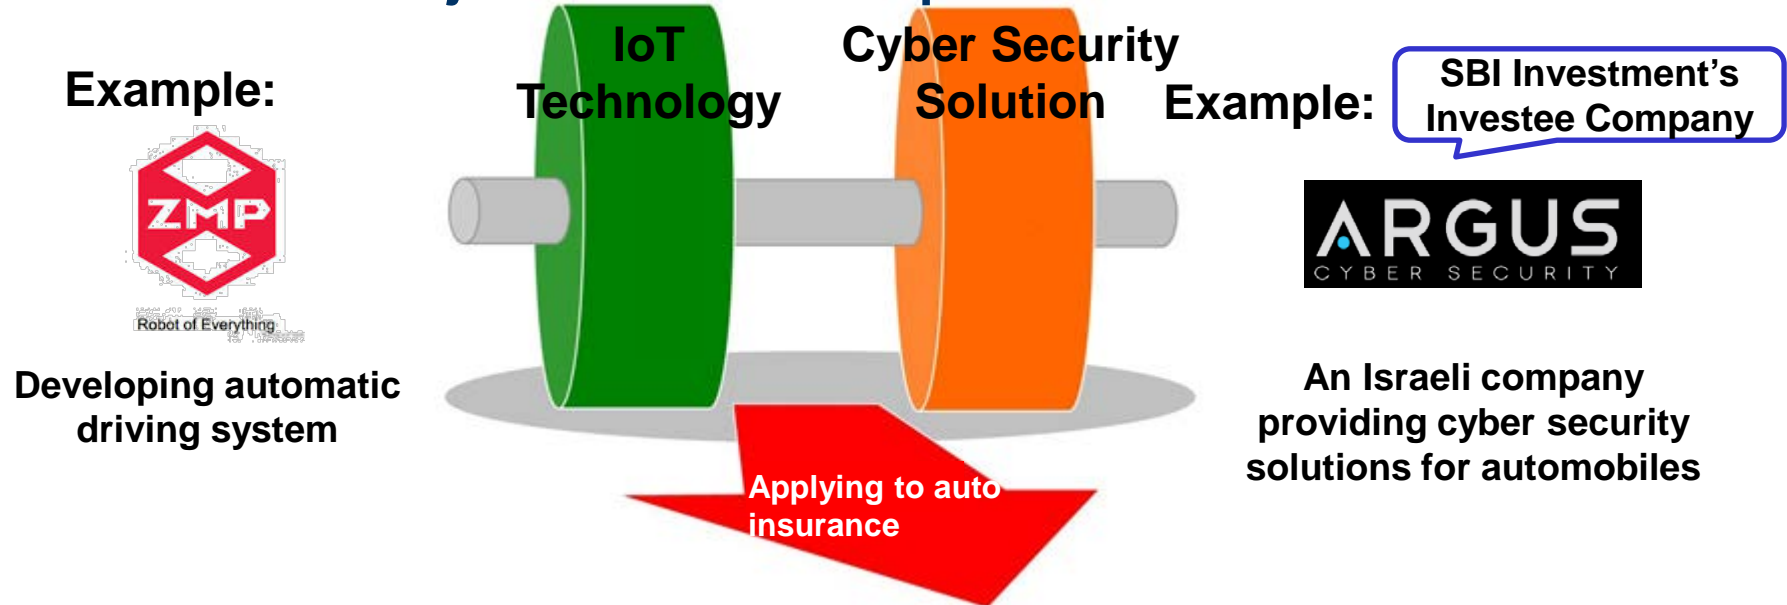 Example:
ZMP
Robot of Everything
Developing automatic
driving system
IoT
Technology
Cyber Security
Solution
Applying to auto
insurance
Example:
SBI Investment's
Investee Company
ARGUS
CYBER SECURITY
An Israeli company
providing cyber security
solutions for automobiles